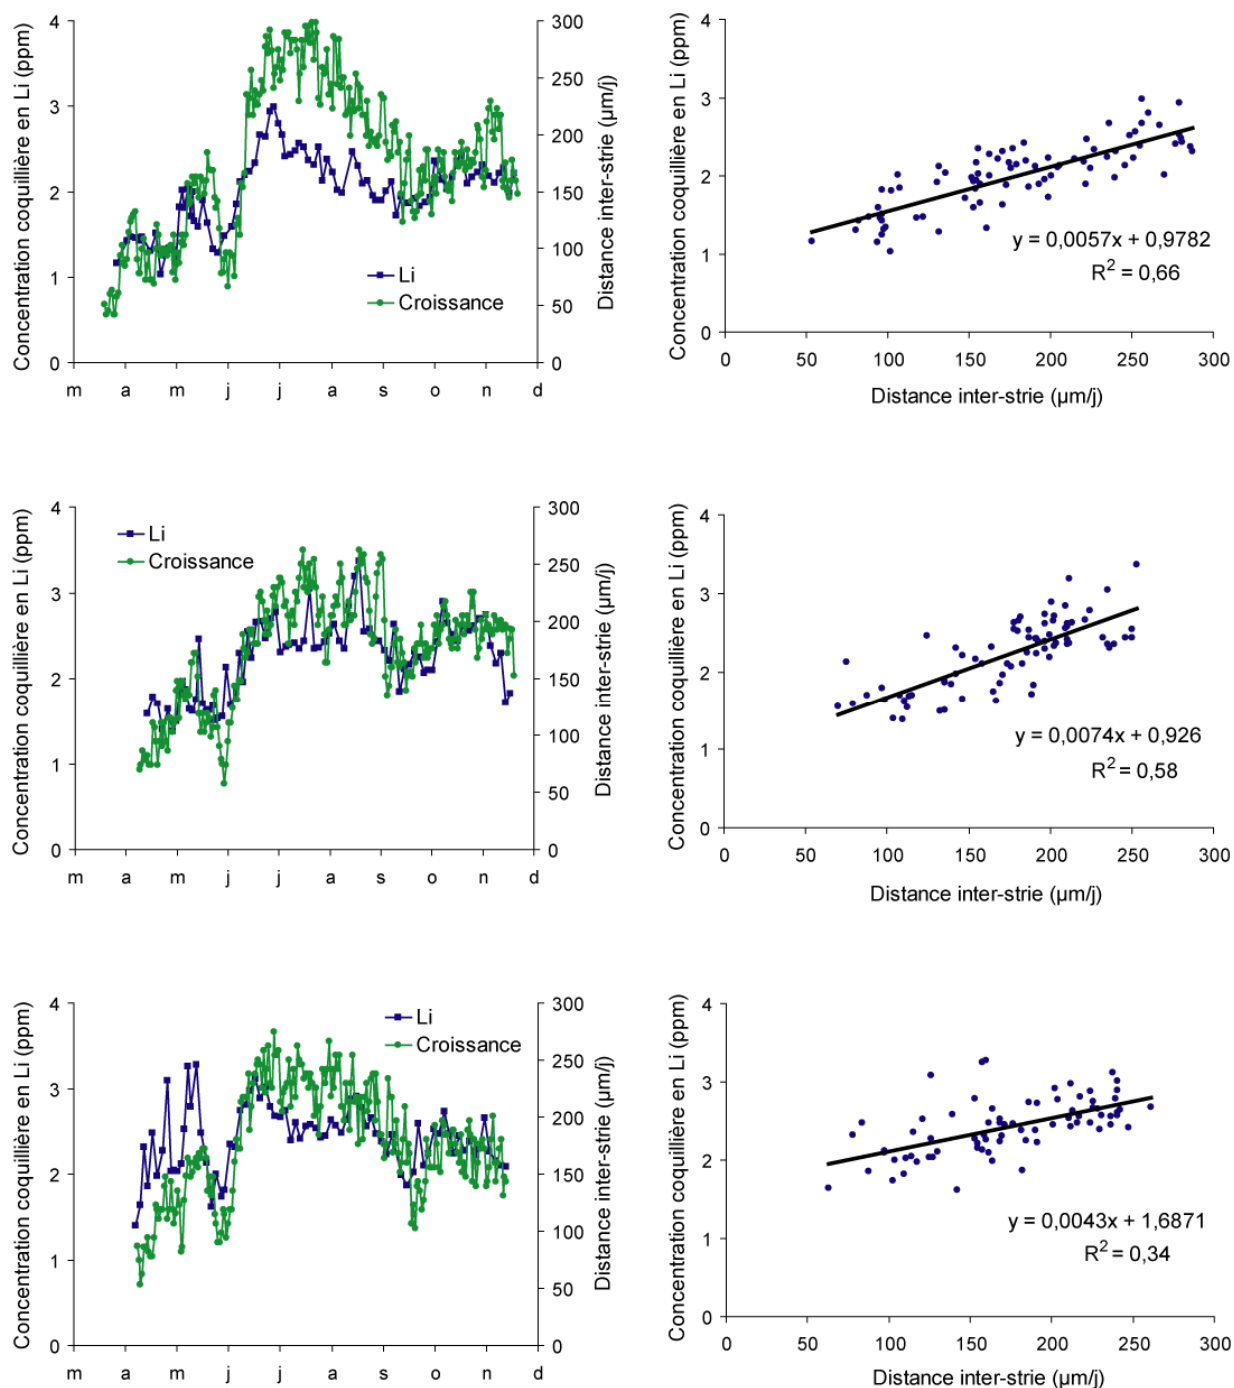 Concentration coquillière en Li (ppm)
4
3
2
1
0
300
250
200
150
100
50
0
Distance inter-strie (µm/j)
Li
Croissance
m a m j j a s o n d
Concentration coquillière en Li (ppm)
4
3
2
1
0
y = 0,0057x + 0,9782
R2 = 0,66
0 50 100 150 200 250 300
Distance inter-strie (µm/j)
Concentration coquillière en Li (ppm)
4
3
2
1
0
300
250
200
150
100
50
0
Distance inter-strie (µm/j)
Li
Croissance
m a m j j a s o n d
Concentration coquillière en Li (ppm)
4
3
2
1
0
y = 0,0074x + 0,926
R2 = 0,58
0 50 100 150 200 250 300
Distance inter-strie (µm/j)
Concentration coquillière en Li (ppm)
4
3
2
1
0
300
250
200
150
100
50
0
Distance inter-strie (µm/j)
Li
Croissance
m a m j j a s o n d
Concentration coquillière en Li (ppm)
4
3
2
1
0
y = 0,0043x + 1,6871
R2 = 0,34
0 50 100 150 200 250 300
Distance inter-strie (µm/j)